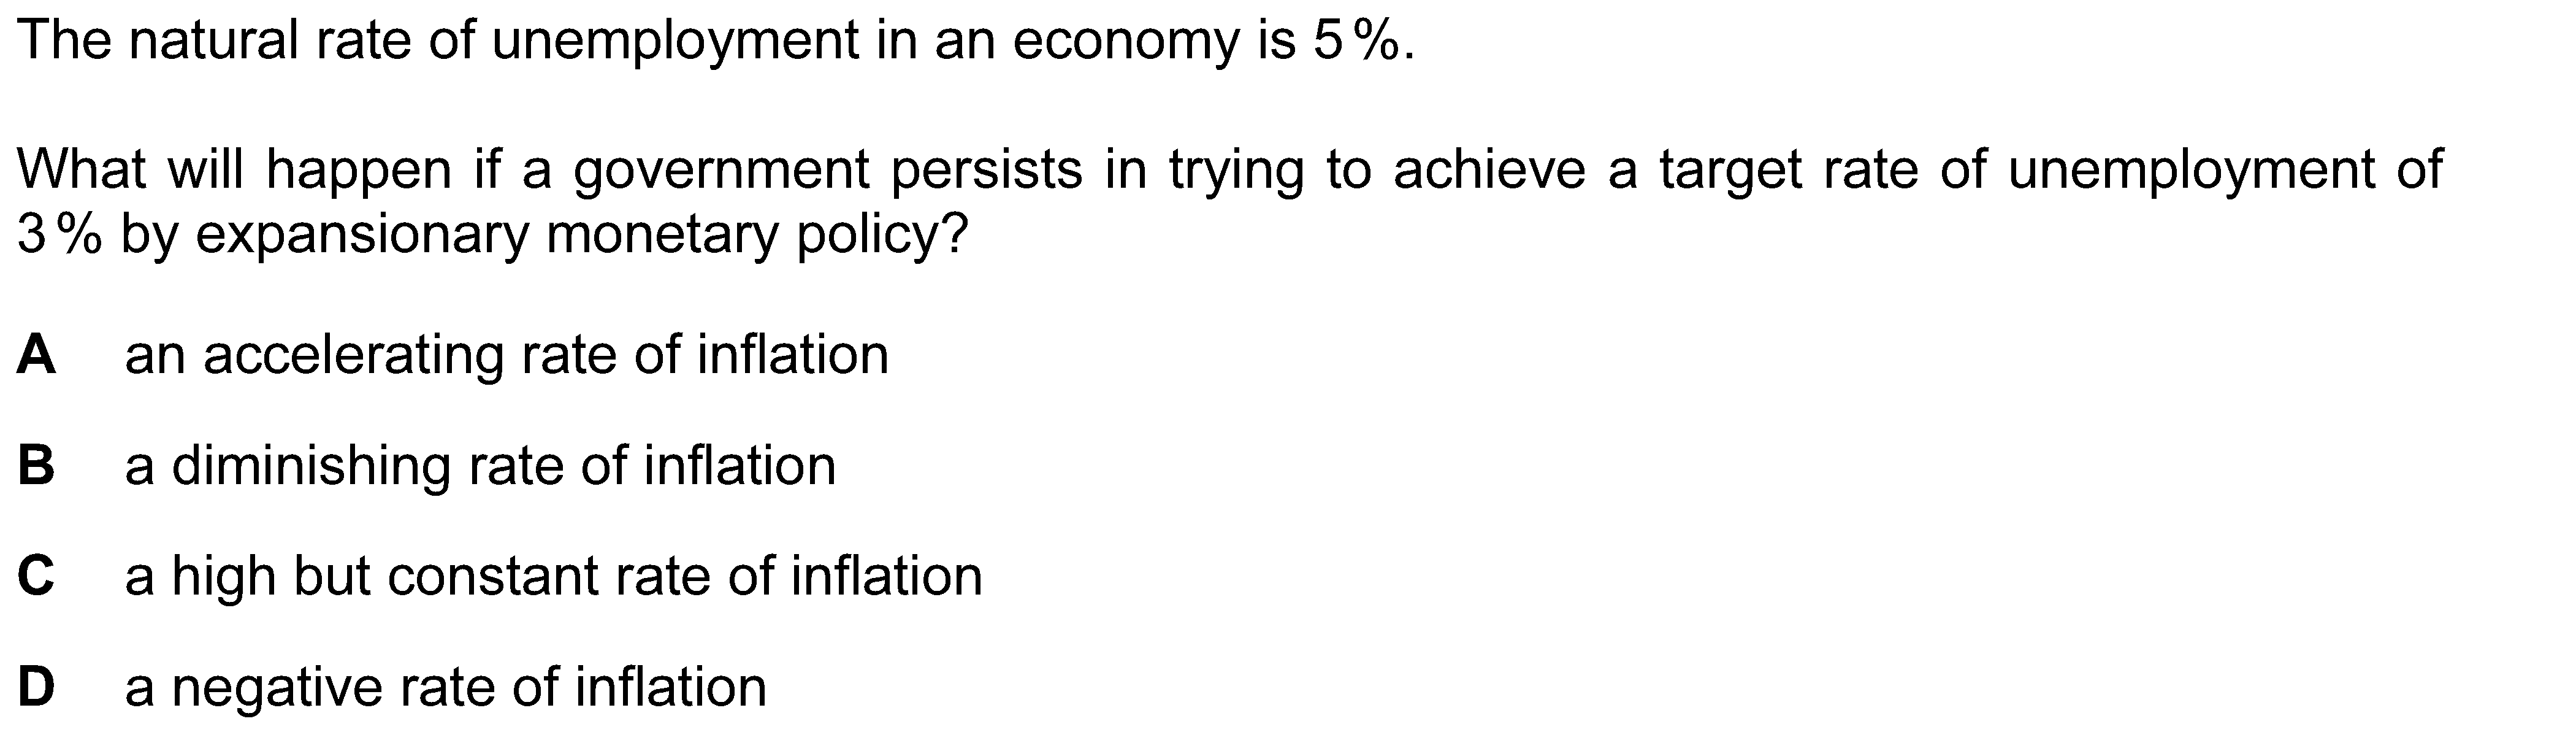 The natural rate of unemployment in an economy is 5%.
What will happen if a government persists in trying to achieve a target rate of unemployment of
3% by expansionary monetary policy?
A an accelerating rate of inflation
B a diminishing rate of inflation
C a high but constant rate of inflation
D a negative rate of inflation